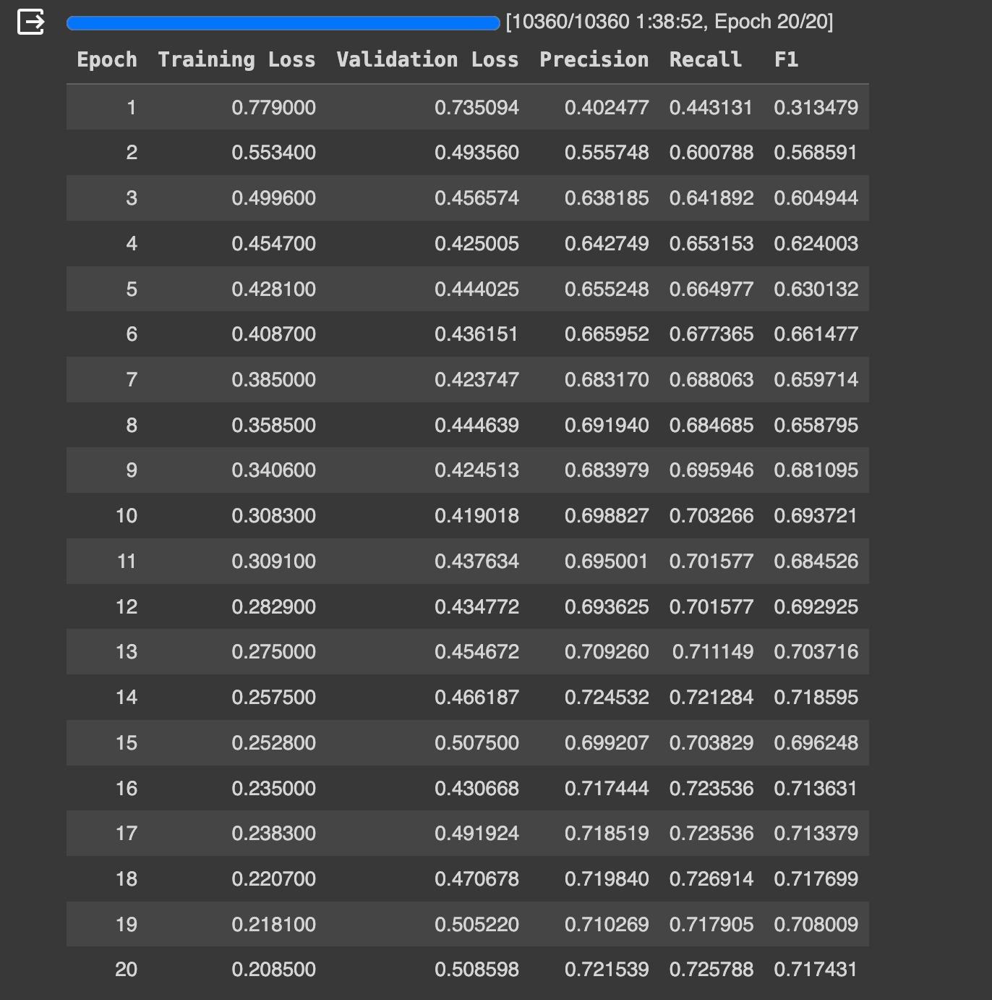 [10360/10360 1:38:52, Epoch 20/20]
Epoch Training Loss Validation Loss Precision Recall F1
1 0.779000 0.735094 0.402477 0.443131 0.313479
2 0.553400 0.493560 0.555748 0.600788 0.568591
3 0.499600 0.456574 0.638185 0.641892 0.604944
4 0.454700 0.425005 0.642749 0.653153 0.624003
5 0.428100 0.444025 0.655248 0.664977 0.630132
6 0.408700 0.436151 0.665952 0.677365 0.661477
7 0.385000 0.423747 0.683170 0.688063 0.659714
8 0.358500 0.444639 0.691940 0.684685 0.658795
9 0.340600 0.424513 0.683979 0.695946 0.681095
10 0.308300 0.419018 0.698827 0.703266 0.693721
11 0.309100 0.437634 0.695001 0.701577 0.684526
12 0.282900 0.434772 0.693625 0.701577 0.692925
13 0.275000 0.454672 0.709260 0.711149 0.703716
14 0.257500 0.466187 0.724532 0.721284 0.718595
15 0.252800 0.507500 0.699207 0.703829 0.696248
16 0.235000 0.430668 0.717444 0.723536 0.713631
17 0.238300 0.491924 0.718519 0.723536 0.713379
18 0.220700 0.470678 0.719840 0.726914 0.717699
19 0.218100 0.505220 0.710269 0.717905 0.708009
20 0.208500 0.508598 0.721539 0.725788 0.717431